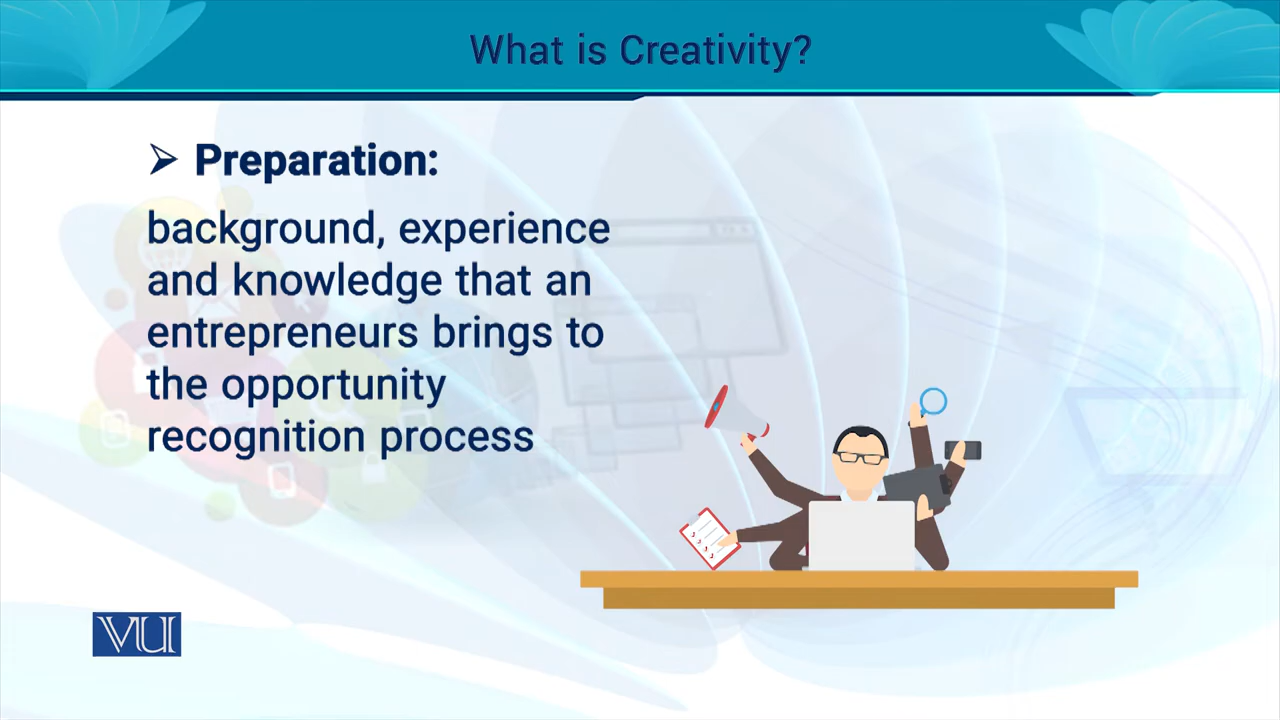 What is Creativity?
➢ Preparation:
background, experience
and knowledge that an
entrepreneurs brings to
the opportunity
recognition process
VU